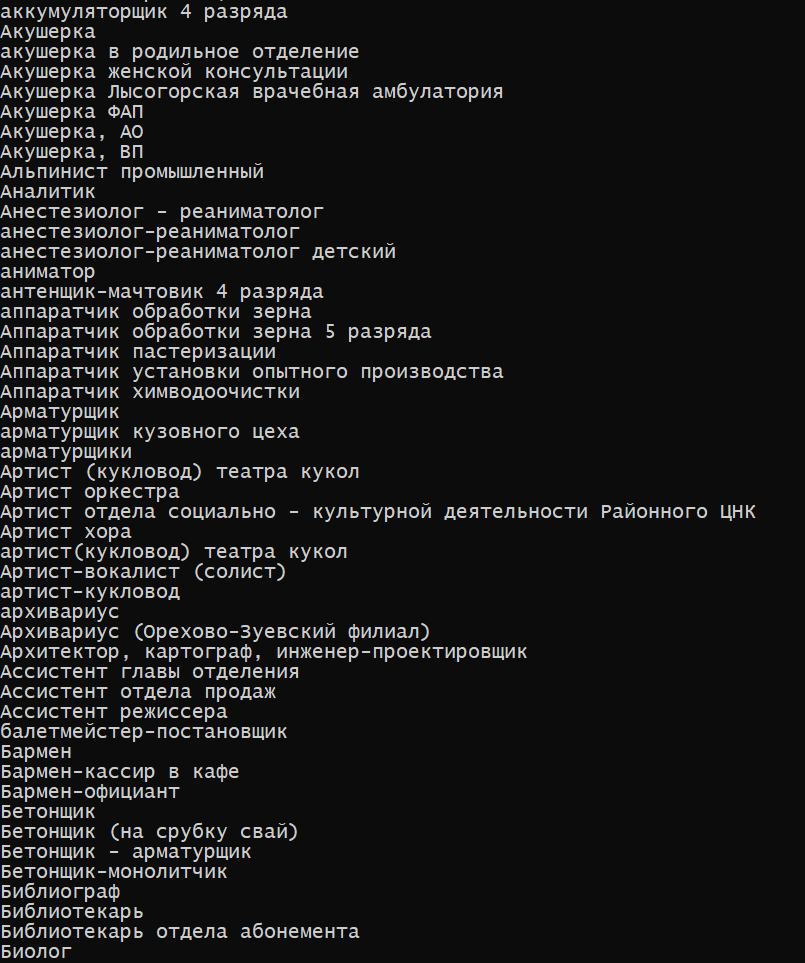 аккумуляторщик 4 разряда
Акушерка
акушерка в родильное отделение
Акушерка женской консультации
Акушерка Лысогорская врачебная амбулатория
Акушерка ФАП
Акушерка, АО
Акушерка, ВП
Альпинист промышленный
Аналитик
Анестезиолог - реаниматолог
анестезиолог-реаниматолог
анестезиолог-реаниматолог детский
аниматор
антенщик-мачтовик 4 разряда
аппаратчик обработки зерна
Аппаратчик обработки зерна 5 разряда
Аппаратчик пастеризации
Аппаратчик установки опытного производства
Аппаратчик химводоочистки
Арматурщик
арматурщик кузовного цеха
арматурщики
Артист (кукловод) театра кукол
Артист оркестра
Артист отдела социально - культурной деятельности Районного ЦНК
Артист хора
артист(кукловод) театра кукол
Артист-вокалист (солист)
артист-кукловод
архивариус
Архивариус (Орехово-Зуевский филиал)
Архитектор, картограф, инженер-проектировщик
Ассистент главы отделения
Ассистент отдела продаж
Ассистент режиссера
балетмейстер-постановщик
Бармен
Бармен-кассир в кафе
Бармен-официант
Бетонщик
Бетонщик (на срубку свай)
Бетонщик - арматурщик
Бетонщик-монолитчик
Библиограф
Библиотекарь
Библиотекарь отдела абонемента
Биолог